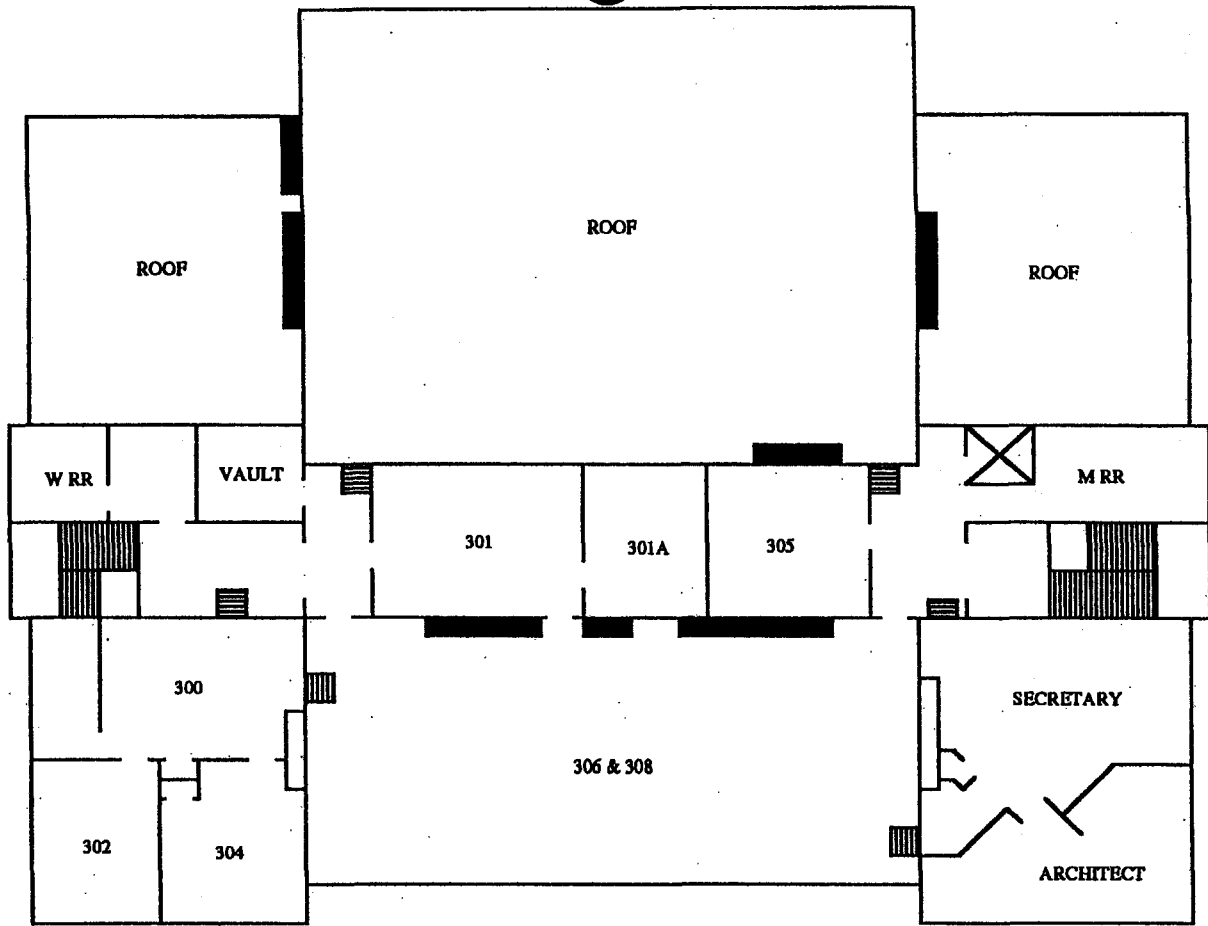 ROOF
ROOF
ROOF
W RR
VAULT
M RR
301
301A
305
300
SECRETARY
306 & 308
302
304
ARCHITECT